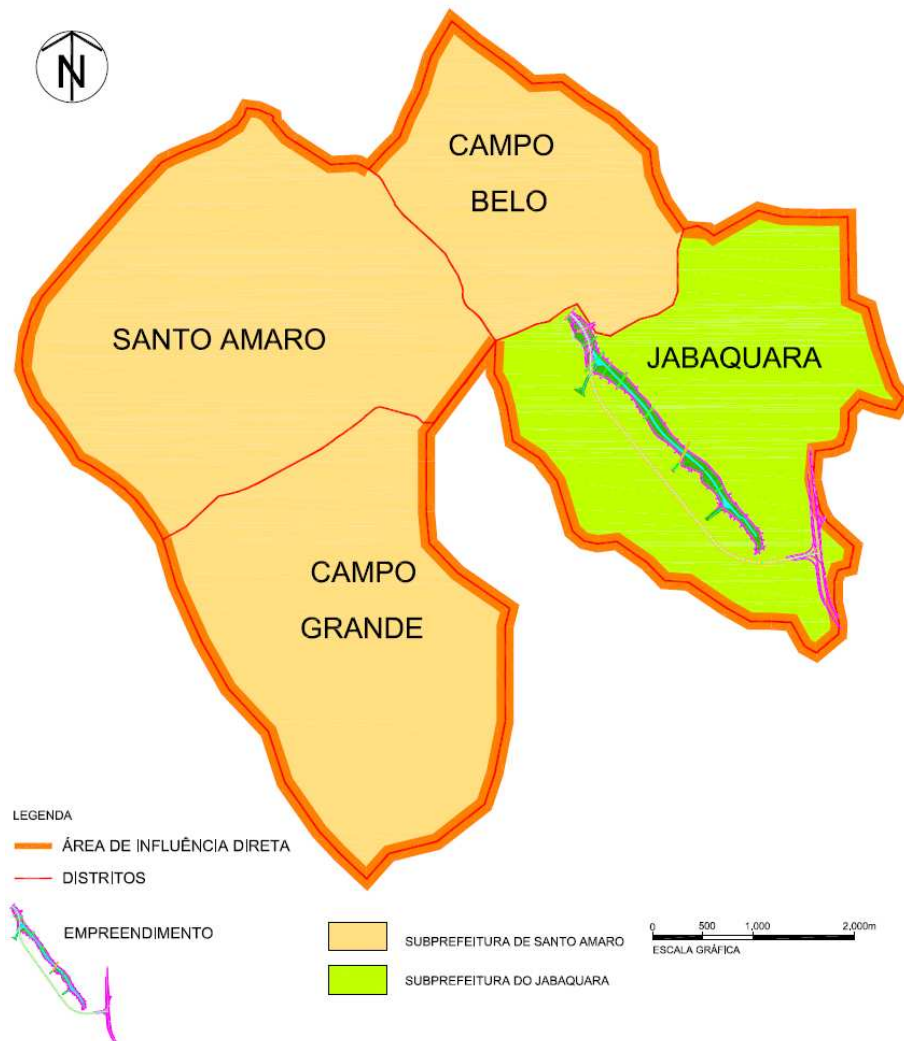 N
CAMPO
BELO
SANTO AMARO
JABAQUARA
CAMPO
GRANDE
LEGENDA
ÁREA DE INFLUÊNCIA DIRETA
DISTRITOS
EMPREENDIMENTO
SUBPREFEITURA DE SANTO AMARO
SUBPREFEITURA DO JABAQUARA
0 500 1,000 2,000m
ESCALA GRÁFICA